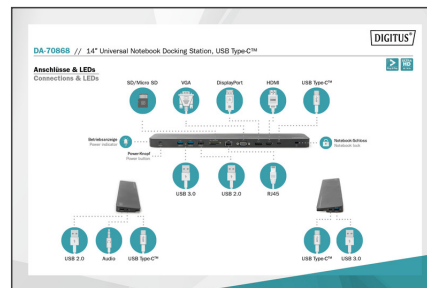 DIGITUS®
DA-70868 // 14" Universal Notebook Docking Station, USB Type-C™
Anschlüsse & LEDs
Connections & LEDs
SD/Micro SD
VGA
DisplayPort
HDMI
USB Type-C™
Betriebsanzeige
Power indicator
Power-Knopf
Power button
Notebook-Schloss
Notebook lock
USB 3.0
USB 2.0
RJ45
USB 2.0
Audio
USB Type-C™
USB Type-C™
USB 3.0